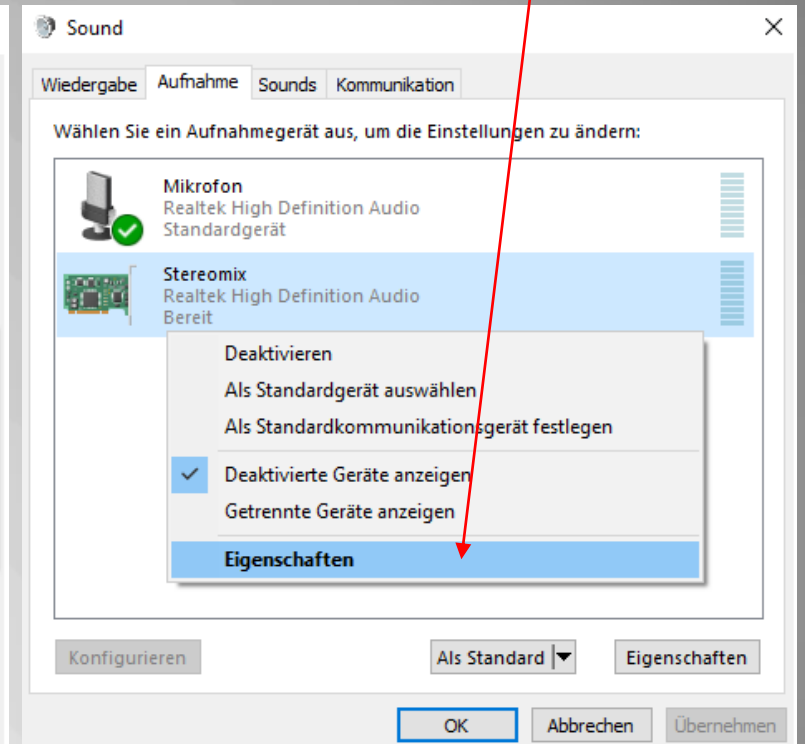 Sound
Wiedergabe Aufnahme Sounds Kommunikation
Wählen Sie ein Aufnahmegerät aus, um die Einstellungen zu ändern:
Mikrofon
Realtek High Definition Audio
Standardgerät
Stereomix
Realtek High Definition Audio
Bereit
Deaktivieren
Als Standardgerät auswählen
Als Standardkommunikationsgerät festlegen
Deaktivierte Geräte anzeigen
Getrennte Geräte anzeigen
Eigenschaften
Konfigurieren Als Standard Eigenschaften
OK Abbrechen Übernehmen